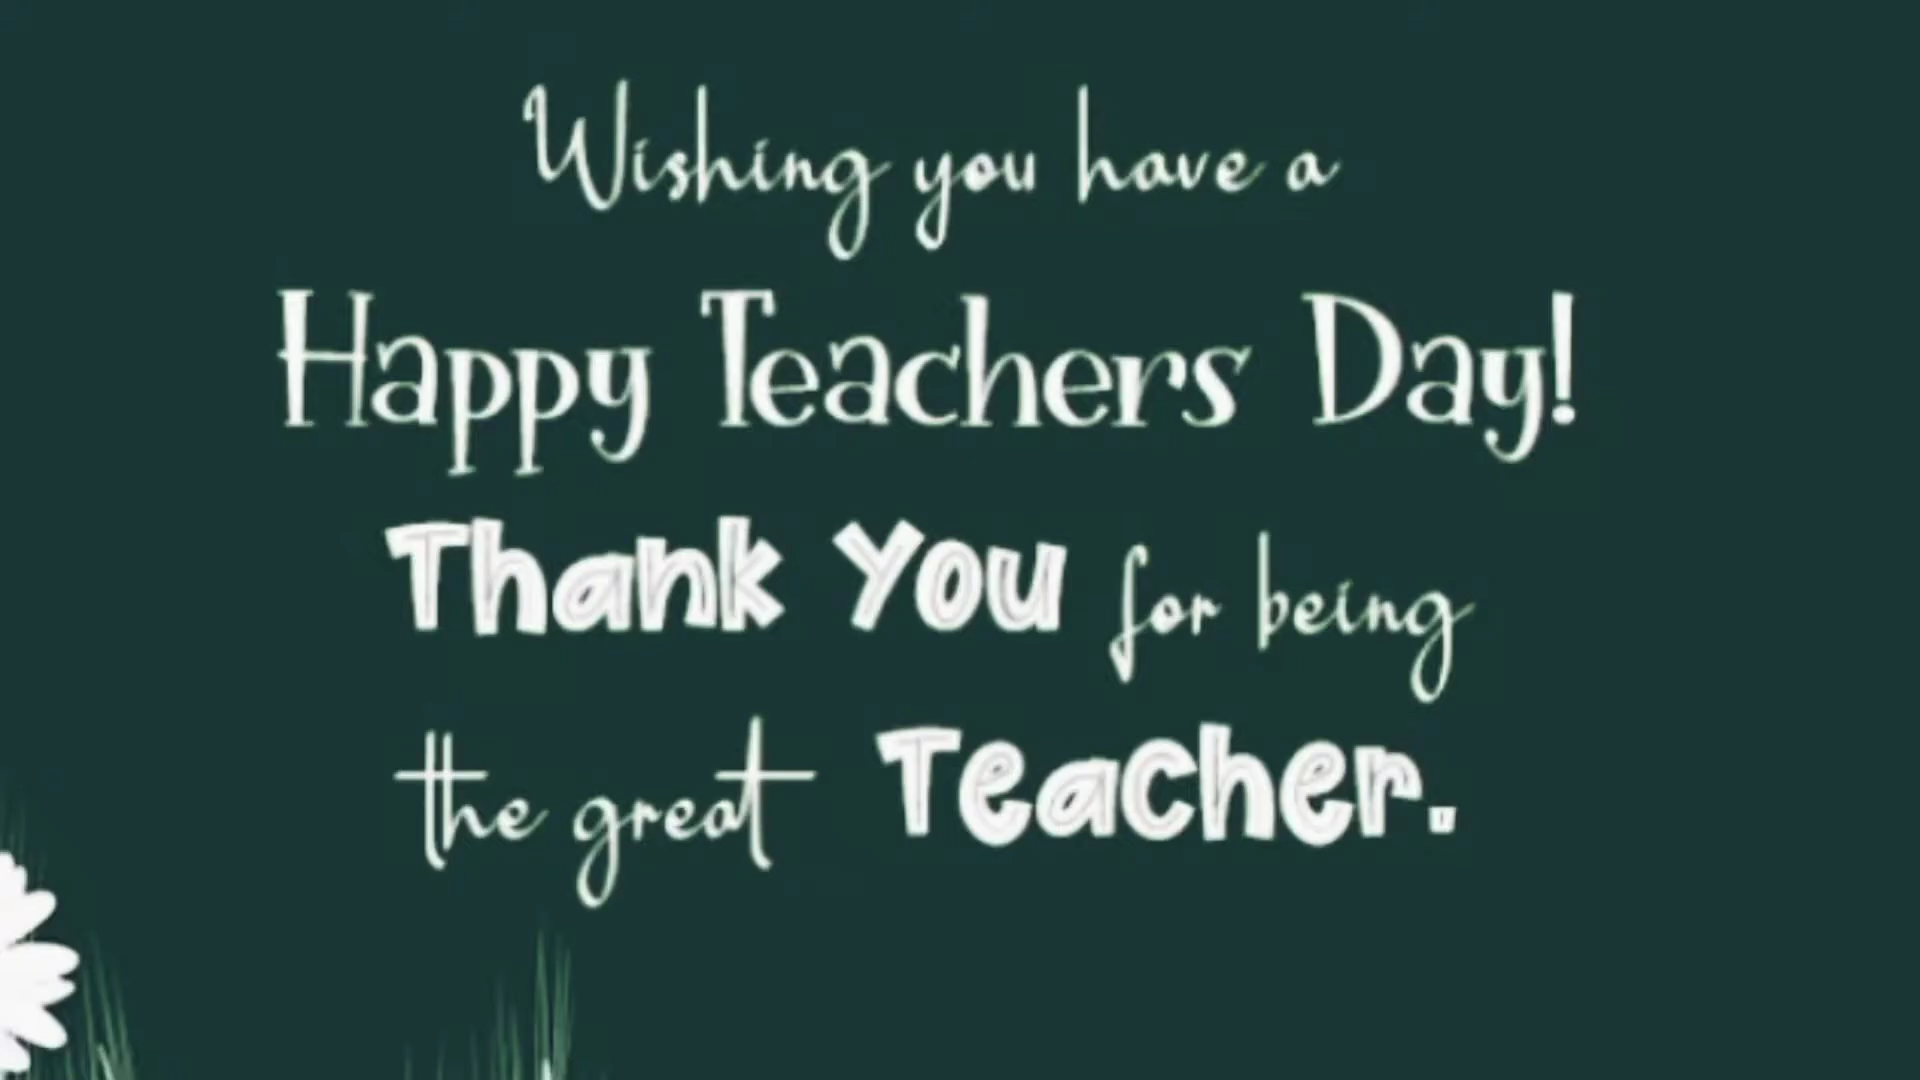 Wishing you have a
Happy Teachers Day!
Thank You for being
the great Teacher.